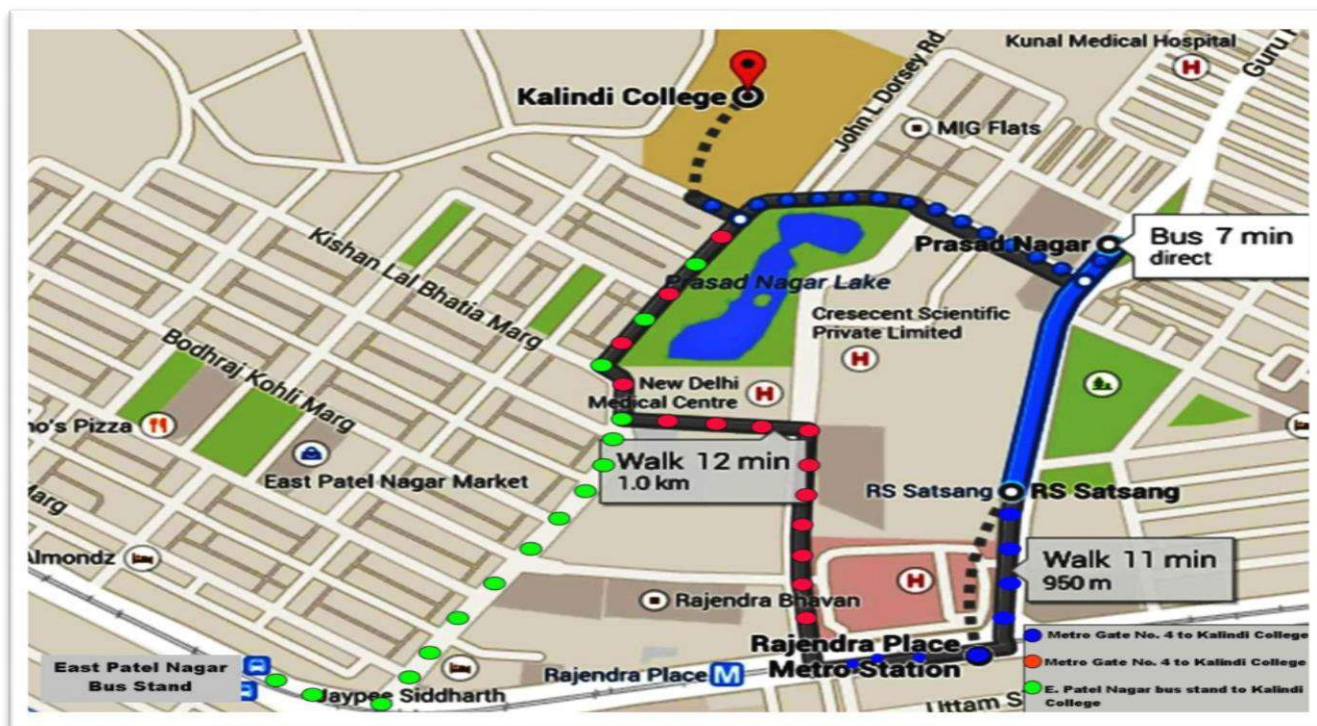 Kunal Medical Hospital
H
Kalindi College
John L Dorsey Rd
MIG Flats
Prasad Nagar
Bus 7 min
direct
Kishan Lal Bhatia Marg
Prasad Nagar Lake
Cresecent Scientific
Private Limited
H
Bodhraj Kohli Marg
New Delhi
Medical Centre
H
no's Pizza
Walk 12 min
1.0 km
East Patel Nagar Market
RS Satsang
RS Satsang
Marg
Almondz
Walk 11 min
950 m
H
Rajendra Bhavan
Rajendra Place
Metro Station
East Patel Nagar
Bus Stand
Jaypee Siddharth
Rajendra Place M
Metro Gate No. 4 to Kalindi College
Metro Gate No. 4 to Kalindi College
E. Patel Nagar bus stand to Kalindi
College